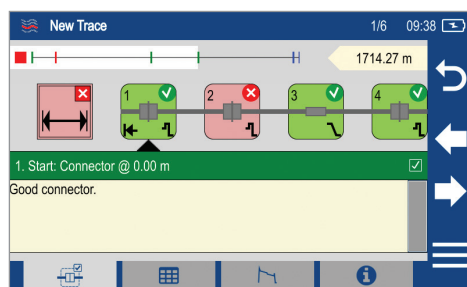 New Trace 1/6 09:38
1714.27 m
1 2 3 4
1. Start: Connector @ 0.00 m
Good connector.